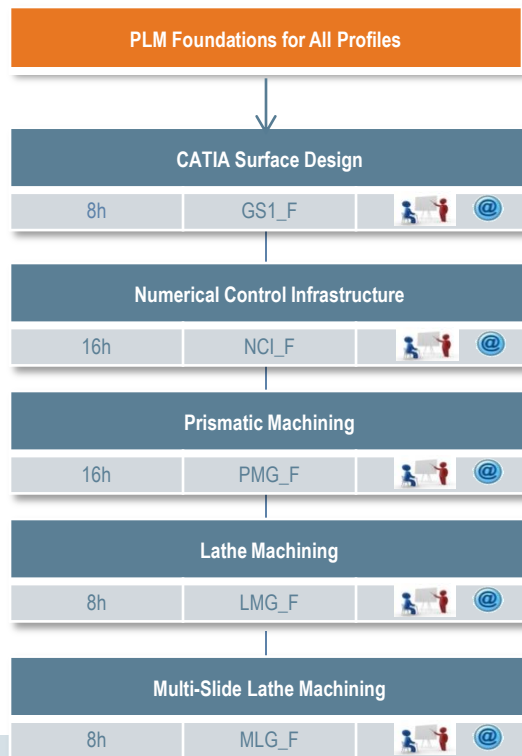 PLM Foundations for All Profiles
CATIA Surface Design
8h GS1_F @
Numerical Control Infrastructure
16h NCI_F @
Prismatic Machining
16h PMG_F @
Lathe Machining
8h LMG_F @
Multi-Slide Lathe Machining
8h MLG_F @